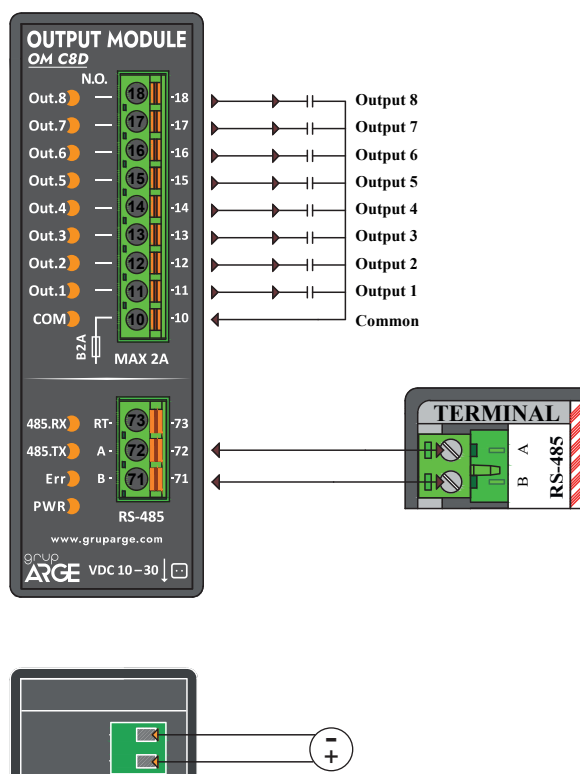 OUTPUT MODULE
OM C8D
N.O.
Out.8 18 -18 Output 8
Out.7 17 -17 Output 7
Out.6 16 -16 Output 6
Out.5 15 -15 Output 5
Out.4 14 -14 Output 4
Out.3 13 -13 Output 3
Out.2 12 -12 Output 2
Out.1 11 -11 Output 1
COM 10 -10 Common
B2A
MAX 2A
TERMINAL
485.RX RT- 73 -73
485.TX A - 72 -72
Err B - 71 -71
A
B
RS-485
PWR
RS-485
www.gruparge.com
grup
ARGE
VDC 10-30
-
+